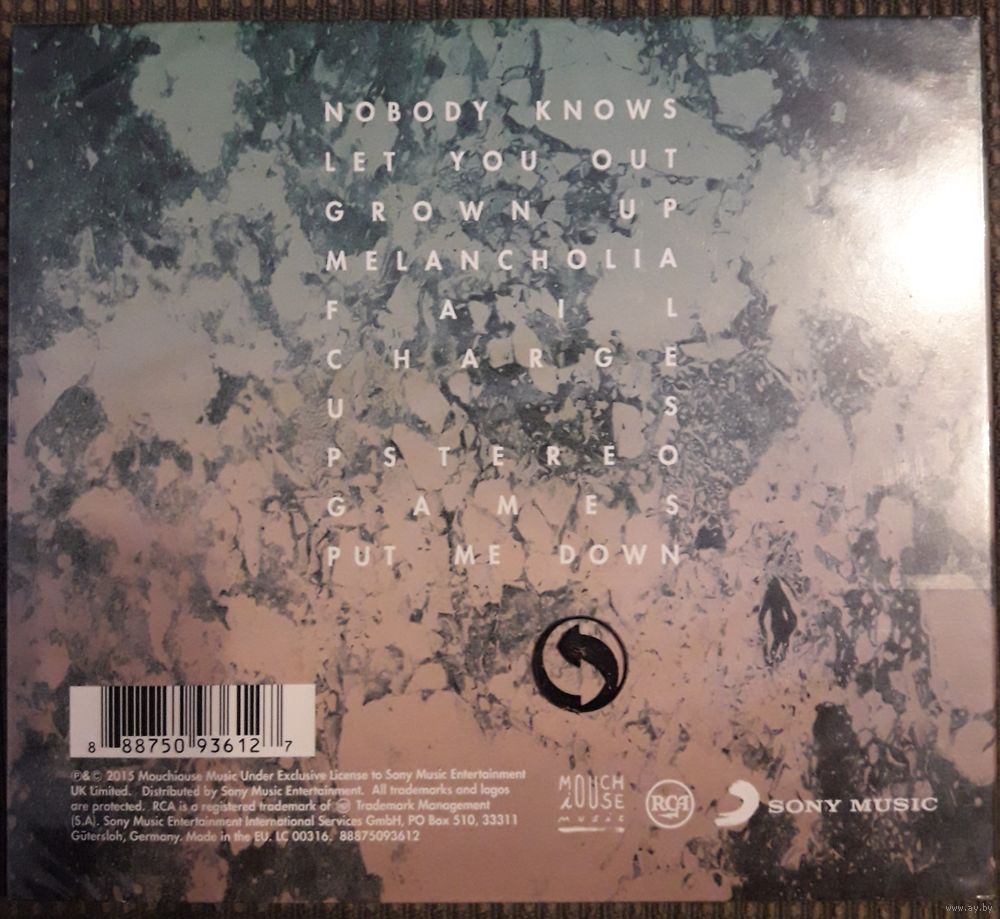 NOBODY KNOWS
LET YOU OUT
GROWN UP
MELANCHOLIA
FAIL
CHARGE
US
PSTEREO
GAMES
PUT ME DOWN
8 88750 93612 7
℗&© 2015 Mouchiouse Music Under Exclusive License to Sony Music Entertainment
UK Limited. Distributed by Sony Music Entertainment. All trademarks and logos
are protected. RCA is a registered trademark of RCA Trademark Management
(S.A). Sony Music Entertainment International Services GmbH, PO Box 510, 33311
Gütersloh, Germany. Made in the EU. LC 00316. 88875093612
MOUCH
iOUSE
MUSIC
RCA
SONY MUSIC
www.ay.by